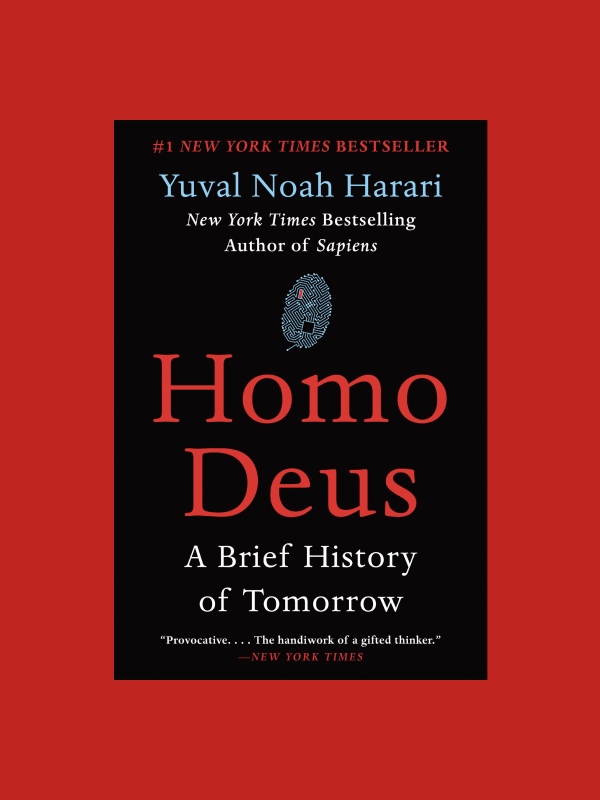 #1 NEW YORK TIMES BESTSELLER
Yuval Noah Harari
New York Times Bestselling
Author of Sapiens
Homo
Deus
A Brief History
of Tomorrow
“Provocative. . . . The handiwork of a gifted thinker.”
—NEW YORK TIMES